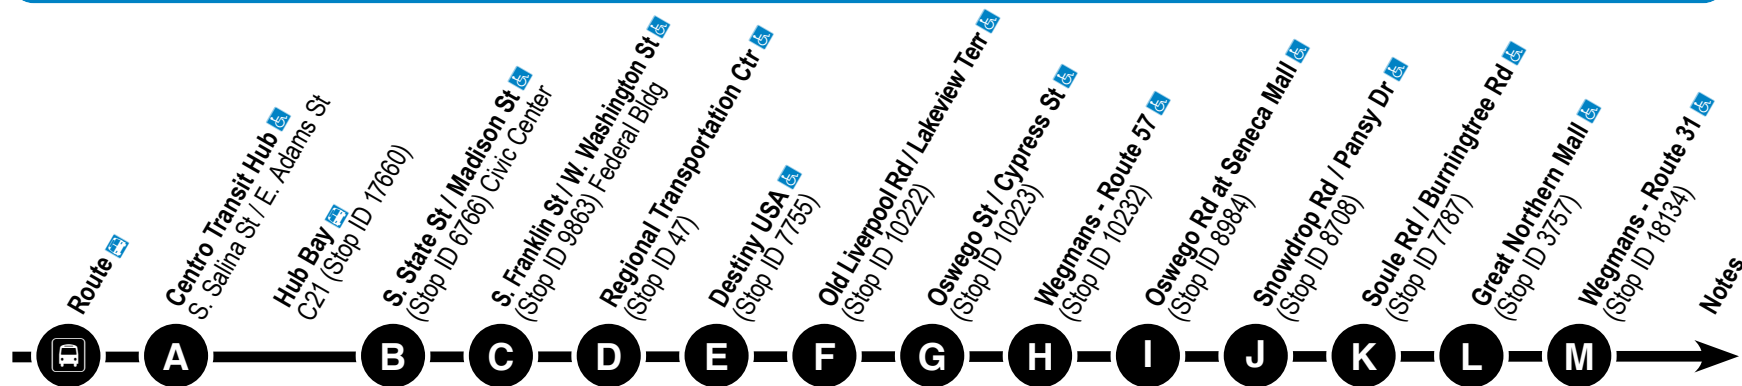 Route
Centro Transit Hub
S. Salina St / E. Adams St
Hub Bay
C21 (Stop ID 17660)
S. State St / Madison St
(Stop ID 6766) Civic Center
S. Franklin St / W. Washington St
(Stop ID 9863) Federal Bldg
Regional Transportation Ctr
(Stop ID 47)
Destiny USA
(Stop ID 7755)
Old Liverpool Rd / Lakeview Terr
(Stop ID 10222)
Oswego St / Cypress St
(Stop ID 10223)
Wegmans - Route 57
(Stop ID 10232)
Oswego Rd at Seneca Mall
(Stop ID 8984)
Snowdrop Rd / Pansy Dr
(Stop ID 8708)
Soule Rd / Burningtree Rd
(Stop ID 7787)
Great Northern Mall
(Stop ID 3757)
Wegmans - Route 31
(Stop ID 18134)
Notes
A B C D E F G H I J K L M